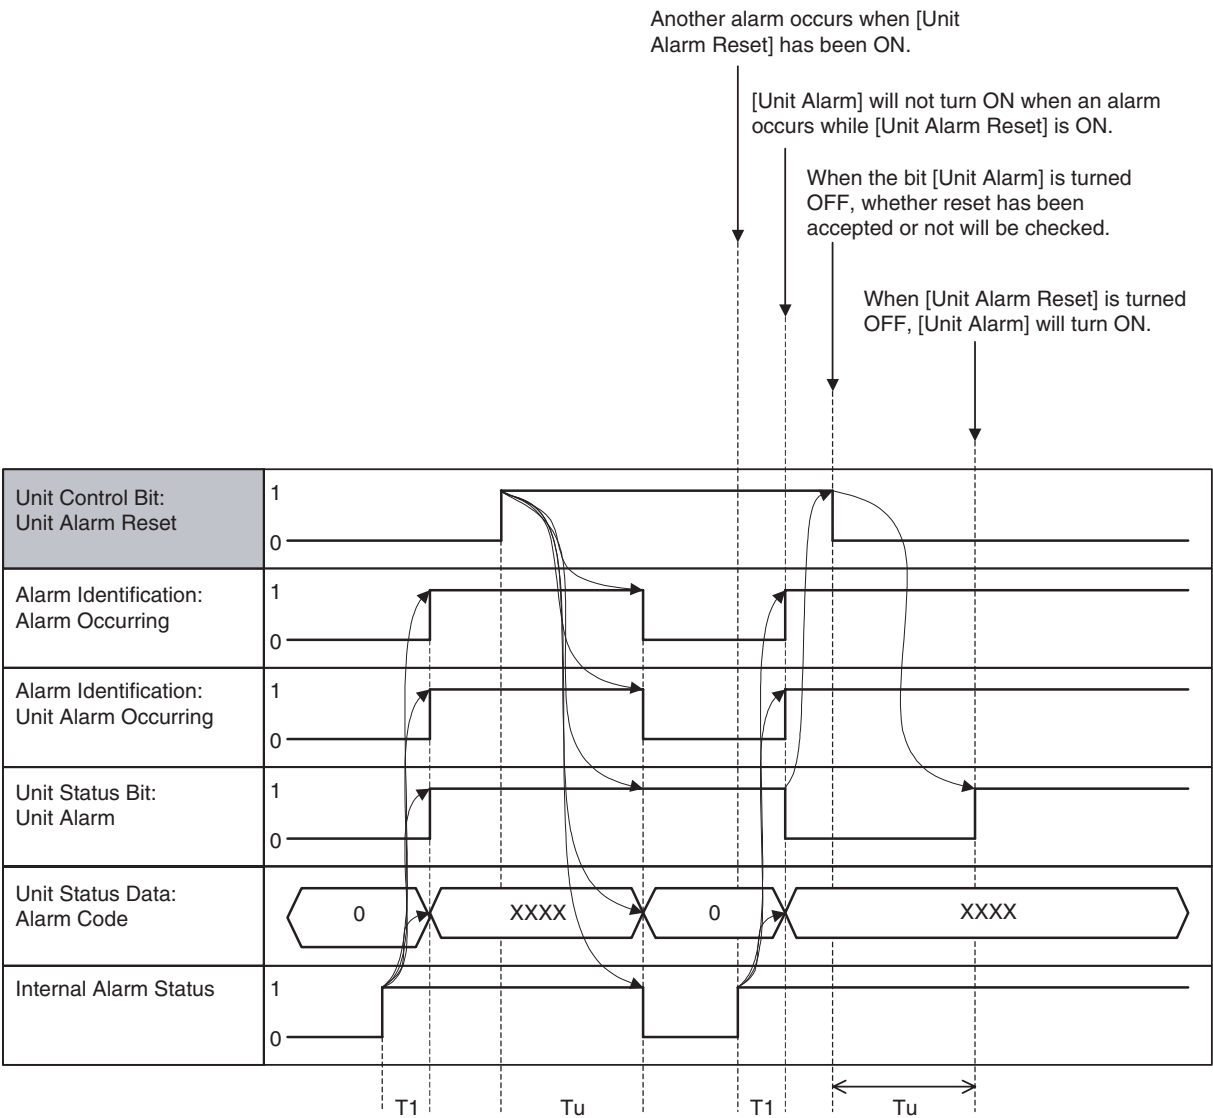 Another alarm occurs when [Unit
Alarm Reset] has been ON.
[Unit Alarm] will not turn ON when an alarm
occurs while [Unit Alarm Reset] is ON.
When the bit [Unit Alarm] is turned
OFF, whether reset has been
accepted or not will be checked.
When [Unit Alarm Reset] is turned
OFF, [Unit Alarm] will turn ON.
Unit Control Bit:
Unit Alarm Reset
1
0
Alarm Identification:
Alarm Occurring
1
0
Alarm Identification:
Unit Alarm Occurring
1
0
Unit Status Bit:
Unit Alarm
1
0
Unit Status Data:
Alarm Code
0 XXXX 0 XXXX
Internal Alarm Status
1
0
T1 Tu T1 Tu